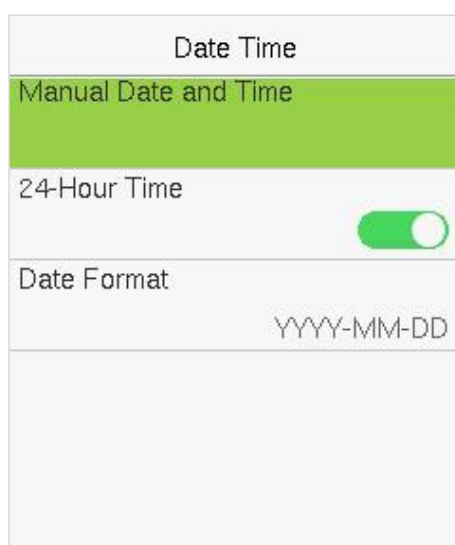 Date Time
Manual Date and Time
24-Hour Time
Date Format
YYYY-MM-DD